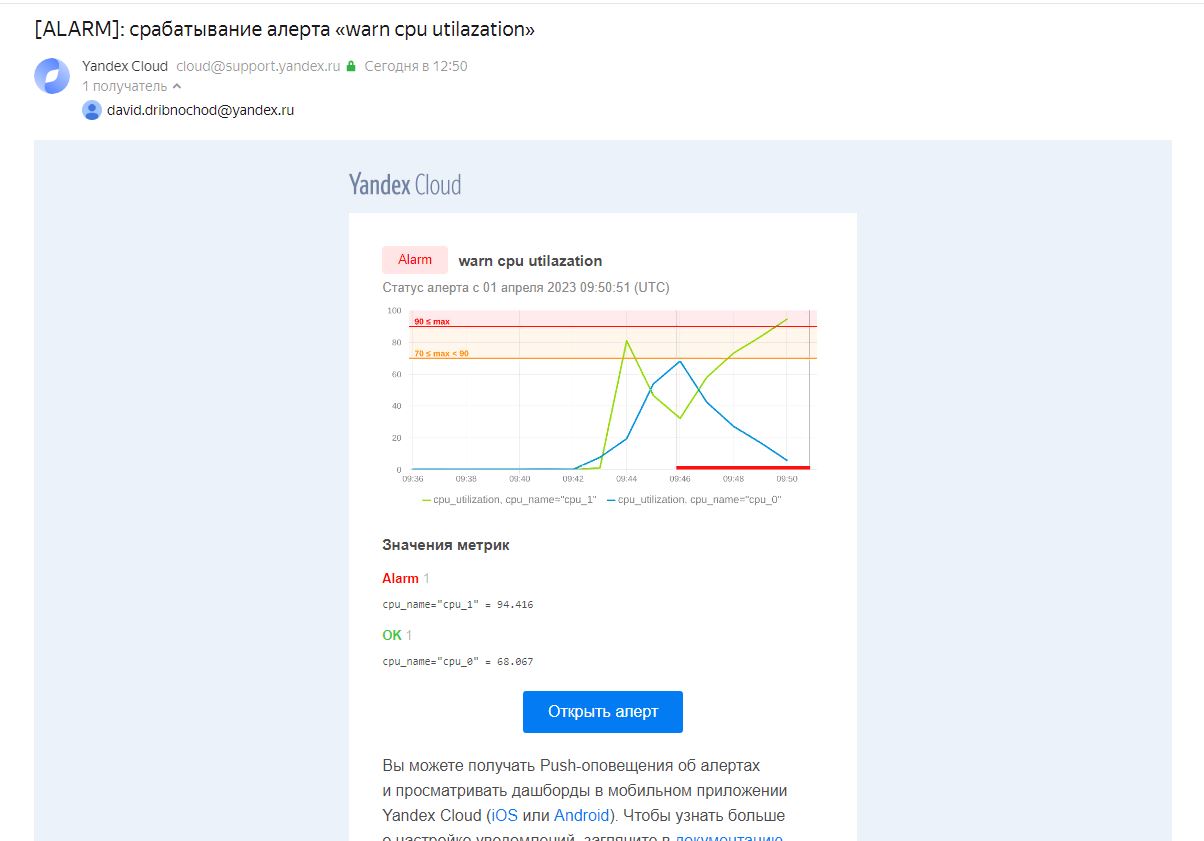 [ALARM]: срабатывание алерта «warn cpu utilazation»
Yandex Cloud cloud@support.yandex.ru Сегодня в 12:50
1 получатель
david.dribnochod@yandex.ru
Yandex Cloud
Alarm warn cpu utilazation
Статус алерта с 01 апреля 2023 09:50:51 (UTC)
100
90 ≤ max
80
70 ≤ max < 90
60
40
20
0
09:36 09:38 09:40 09:42 09:44 09:46 09:48 09:50
cpu_utilization, cpu_name="cpu_1" cpu_utilization, cpu_name="cpu_0"
Значения метрик
Alarm 1
cpu_name="cpu_1" = 94.416
OK 1
cpu_name="cpu_0" = 68.067
Открыть алерт
Вы можете получать Push-оповещения об алертах
и просматривать дашборды в мобильном приложении
Yandex Cloud (iOS или Android). Чтобы узнать больше
о настройке уведомлений, загляните в документацию